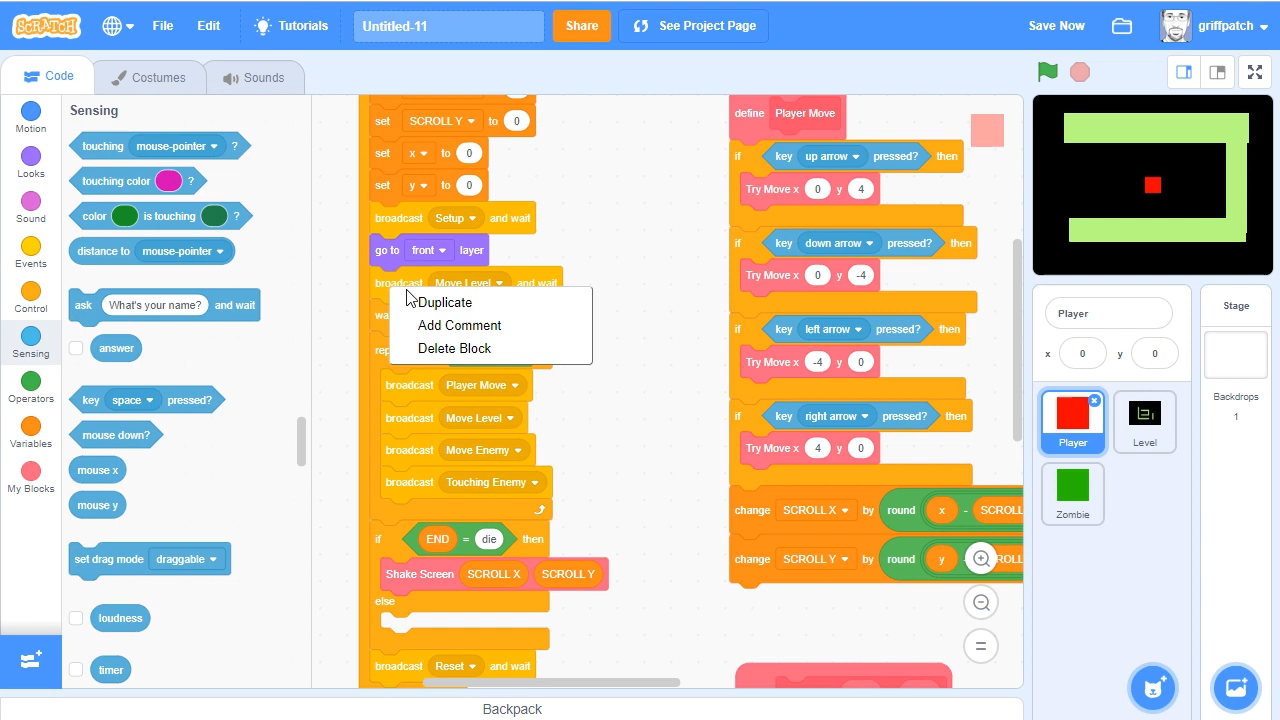 SCRATCH File Edit Tutorials Untitled-11 Share See Project Page Save Now griffpatch
Code Costumes Sounds
Motion
Looks
Sound
Events
Control
Sensing
Operators
Variables
My Blocks
Sensing
touching mouse-pointer ?
touching color ?
color is touching ?
distance to mouse-pointer
ask What's your name? and wait
answer
key space pressed?
mouse down?
mouse x
mouse y
set drag mode draggable
loudness
timer
set SCROLL Y to 0
set x to 0
set y to 0
broadcast Setup and wait
go to front layer
broadcast Move Level and wait
Duplicate
Add Comment
Delete Block
broadcast Player Move
broadcast Move Level
broadcast Move Enemy
broadcast Touching Enemy
if END = die then
Shake Screen SCROLL X SCROLL Y
else
broadcast Reset and wait
define Player Move
if key up arrow pressed? then
Try Move x 0 y 4
if key down arrow pressed? then
Try Move x 0 y -4
if key left arrow pressed? then
Try Move x -4 y 0
if key right arrow pressed? then
Try Move x 4 y 0
change SCROLL X by round x - SCROLL
change SCROLL Y by round y
Player
x 0 y 0
Player
Level
Zombie
Stage
Backdrops
1
Backpack